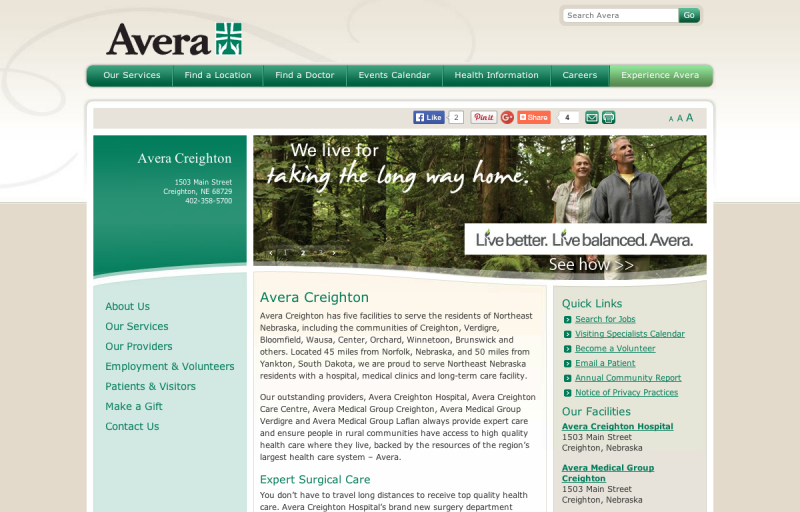 Search Avera
Go
Avera
Our Services
Find a Location
Find a Doctor
Events Calendar
Health Information
Careers
Experience Avera
Like
2
Pin it
G+
Share
4
A A A
Avera Creighton
1503 Main Street
Creighton, NE 68729
402-358-5700
We live for
taking the long way home.
Live better. Live balanced. Avera.
See how >>
1 2 3
About Us
Our Services
Our Providers
Employment & Volunteers
Patients & Visitors
Make a Gift
Contact Us
Avera Creighton
Avera Creighton has five facilities to serve the residents of Northeast
Nebraska, including the communities of Creighton, Verdigre,
Bloomfield, Wausa, Center, Orchard, Winnetoon, Brunswick and
others. Located 45 miles from Norfolk, Nebraska, and 50 miles from
Yankton, South Dakota, we are proud to serve Northeast Nebraska
residents with a hospital, medical clinics and long-term care facility.
Our outstanding providers, Avera Creighton Hospital, Avera Creighton
Care Centre, Avera Medical Group Creighton, Avera Medical Group
Verdigre and Avera Medical Group Laflan always provide expert care
and ensure people in rural communities have access to high quality
health care where they live, backed by the resources of the region's
largest health care system – Avera.
Expert Surgical Care
You don't have to travel long distances to receive top quality health
care. Avera Creighton Hospital's brand new surgery department
Quick Links
Search for Jobs
Visiting Specialists Calendar
Become a Volunteer
Email a Patient
Annual Community Report
Notice of Privacy Practices
Our Facilities
Avera Creighton Hospital
1503 Main Street
Creighton, Nebraska
Avera Medical Group
Creighton
1503 Main Street
Creighton, Nebraska